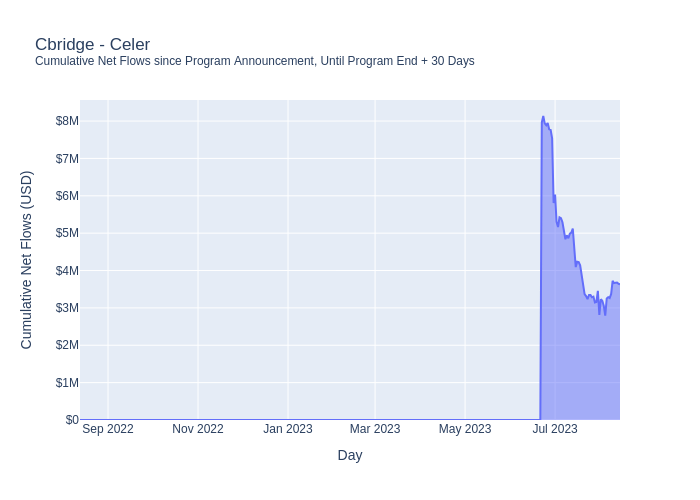 Cbridge - Celer
Cumulative Net Flows since Program Announcement, Until Program End + 30 Days
Cumulative Net Flows (USD)
$8M
$7M
$6M
$5M
$4M
$3M
$2M
$1M
$0
Sep 2022
Nov 2022
Jan 2023
Mar 2023
May 2023
Jul 2023
Day